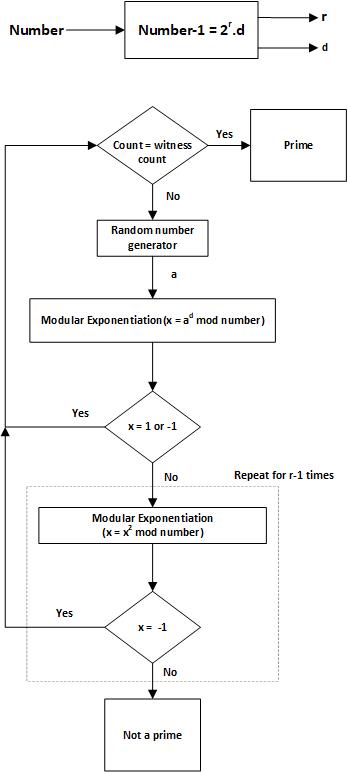 Number
Number-1 = 2^r.d
r
d
Count = witness
count
Yes
Prime
No
Random number
generator
a
Modular Exponentiation(x = a^d mod number)
Yes
x = 1 or -1
No
Repeat for r-1 times
Modular Exponentiation
(x = x^2 mod number)
Yes
x = -1
No
Not a prime